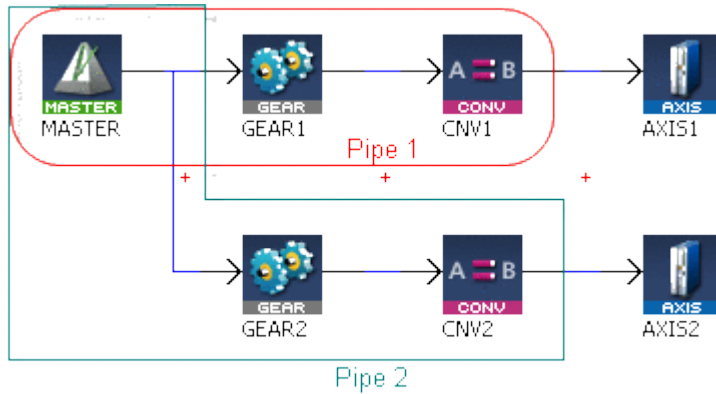 A B
MASTER GEAR CONV AXIS
MASTER GEAR1 CNV1 AXIS1
Pipe 1
A B
GEAR CONV AXIS
GEAR2 CNV2 AXIS2
Pipe 2